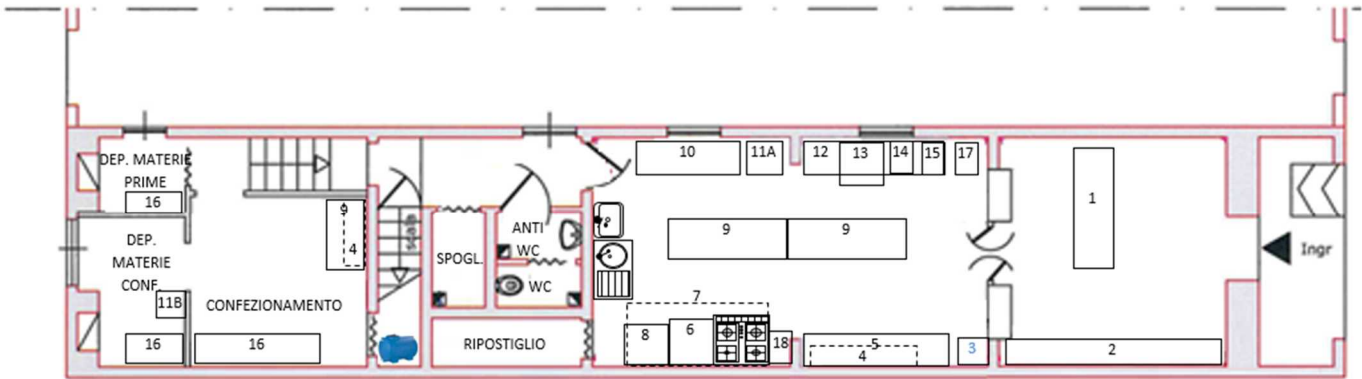 DEP. MATERIE
PRIME
16
DEP.
MATERIE
CONF.
11B
16
CONFEZIONAMENTO
16
9
4
scala
SPOGL.
ANTI
WC
WC
RIPOSTIGLIO
10
11A
12
13
14
15
17
9
9
7
8
6
18
5
4
3
1
2
Ingr